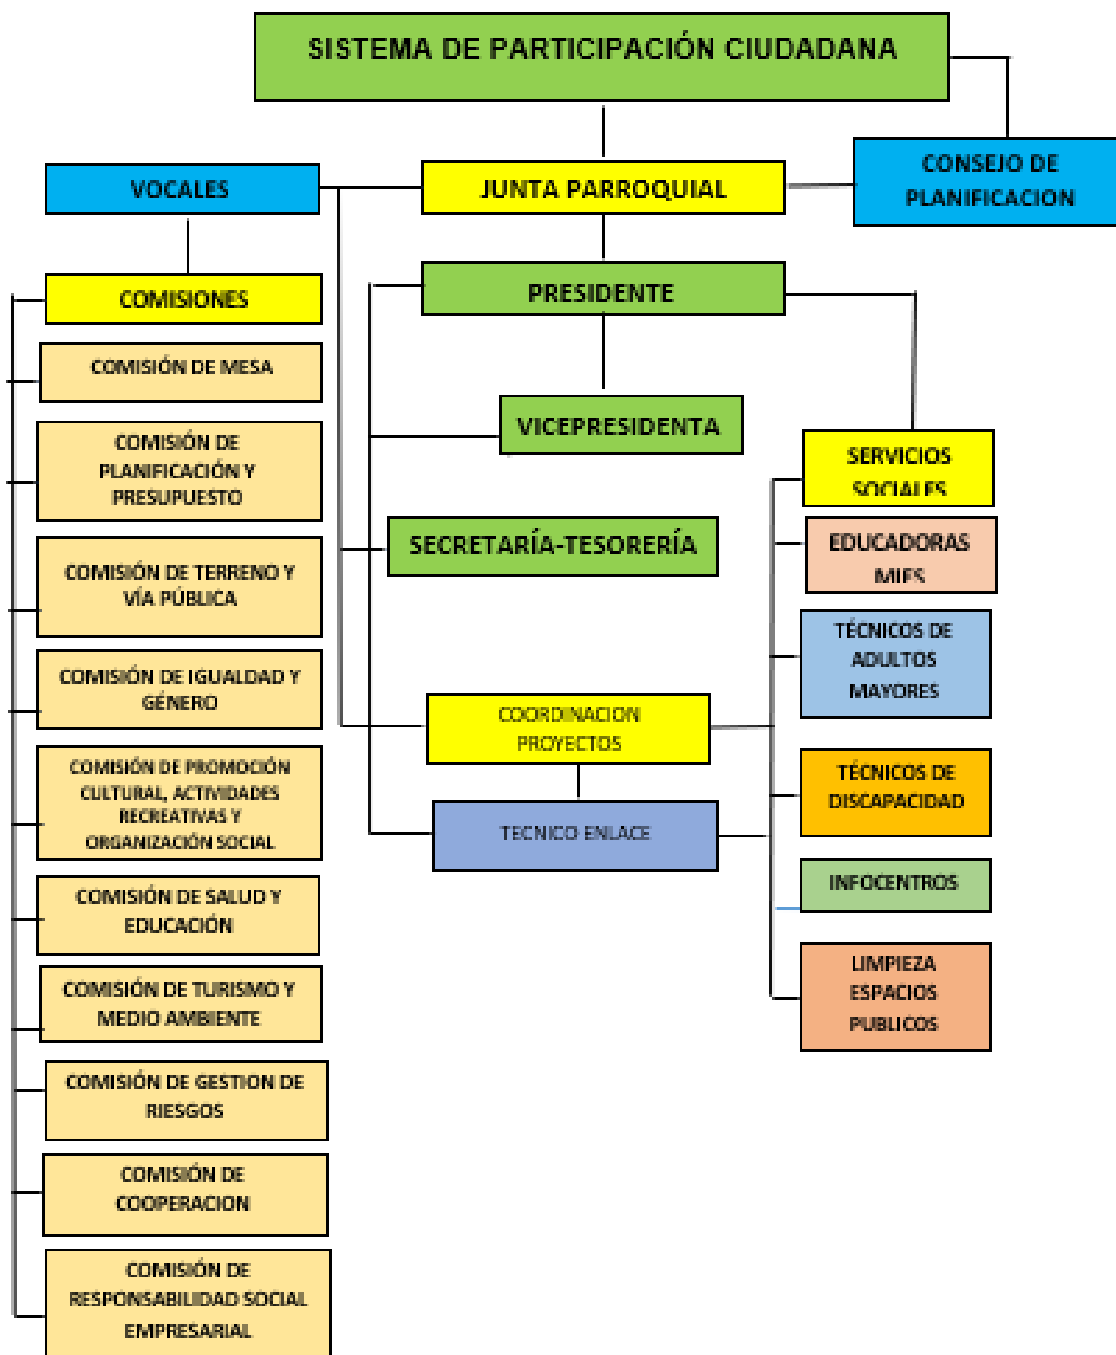 SISTEMA DE PARTICIPACIÓN CIUDADANA
CONSEJO DE
PLANIFICACION
VOCALES
JUNTA PARROQUIAL
COMISIONES
PRESIDENTE
COMISIÓN DE MESA
VICEPRESIDENTA
COMISIÓN DE
PLANIFICACIÓN Y
PRESUPUESTO
SERVICIOS
SOCIALES
SECRETARÍA-TESORERÍA
EDUCADORAS
MIES
COMISIÓN DE TERRENO Y
VÍA PÚBLICA
TÉCNICOS DE
ADULTOS
MAYORES
COMISIÓN DE IGUALDAD Y
GÉNERO
COORDINACION
PROYECTOS
COMISIÓN DE PROMOCIÓN
CULTURAL, ACTIVIDADES
RECREATIVAS Y
ORGANIZACIÓN SOCIAL
TÉCNICOS DE
DISCAPACIDAD
TECNICO ENLACE
COMISIÓN DE SALUD Y
EDUCACIÓN
INFOCENTROS
COMISIÓN DE TURISMO Y
MEDIO AMBIENTE
LIMPIEZA
ESPACIOS
PUBLICOS
COMISIÓN DE GESTION DE
RIESGOS
COMISIÓN DE
COOPERACION
COMISIÓN DE
RESPONSABILIDAD SOCIAL
EMPRESARIAL